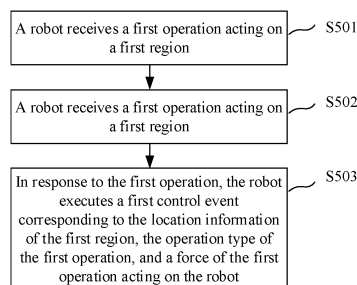 A robot receives a first operation acting on
a first region
S501
A robot receives a first operation acting on
a first region
S502
In response to the first operation, the robot
executes a first control event
corresponding to the location information
of the first region, the operation type of
the first operation, and a force of the first
operation acting on the robot
S503